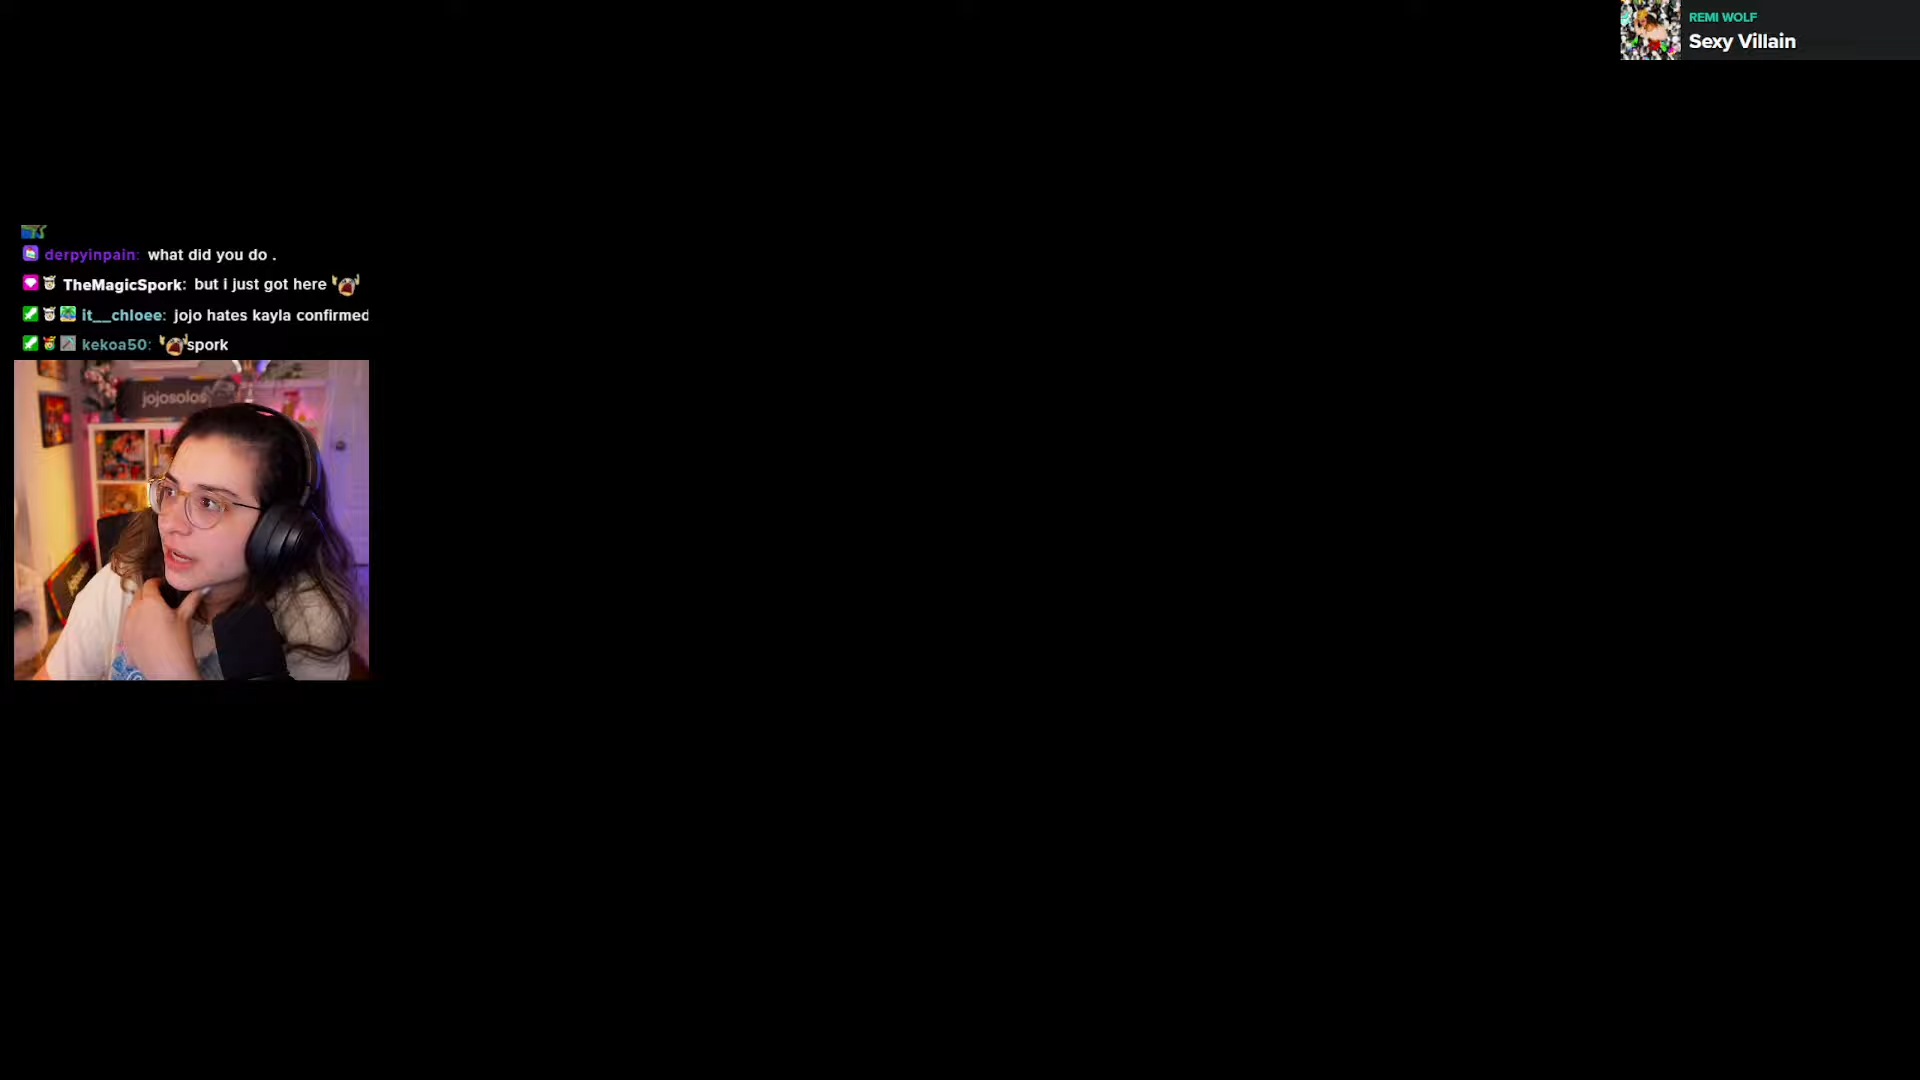 REMI WOLF
Sexy Villain
derpyinpain: what did you do .
TheMagicSpork: but i just got here
it__chloee: jojo hates kayla confirmed
kekoa50: spork
jojosolos